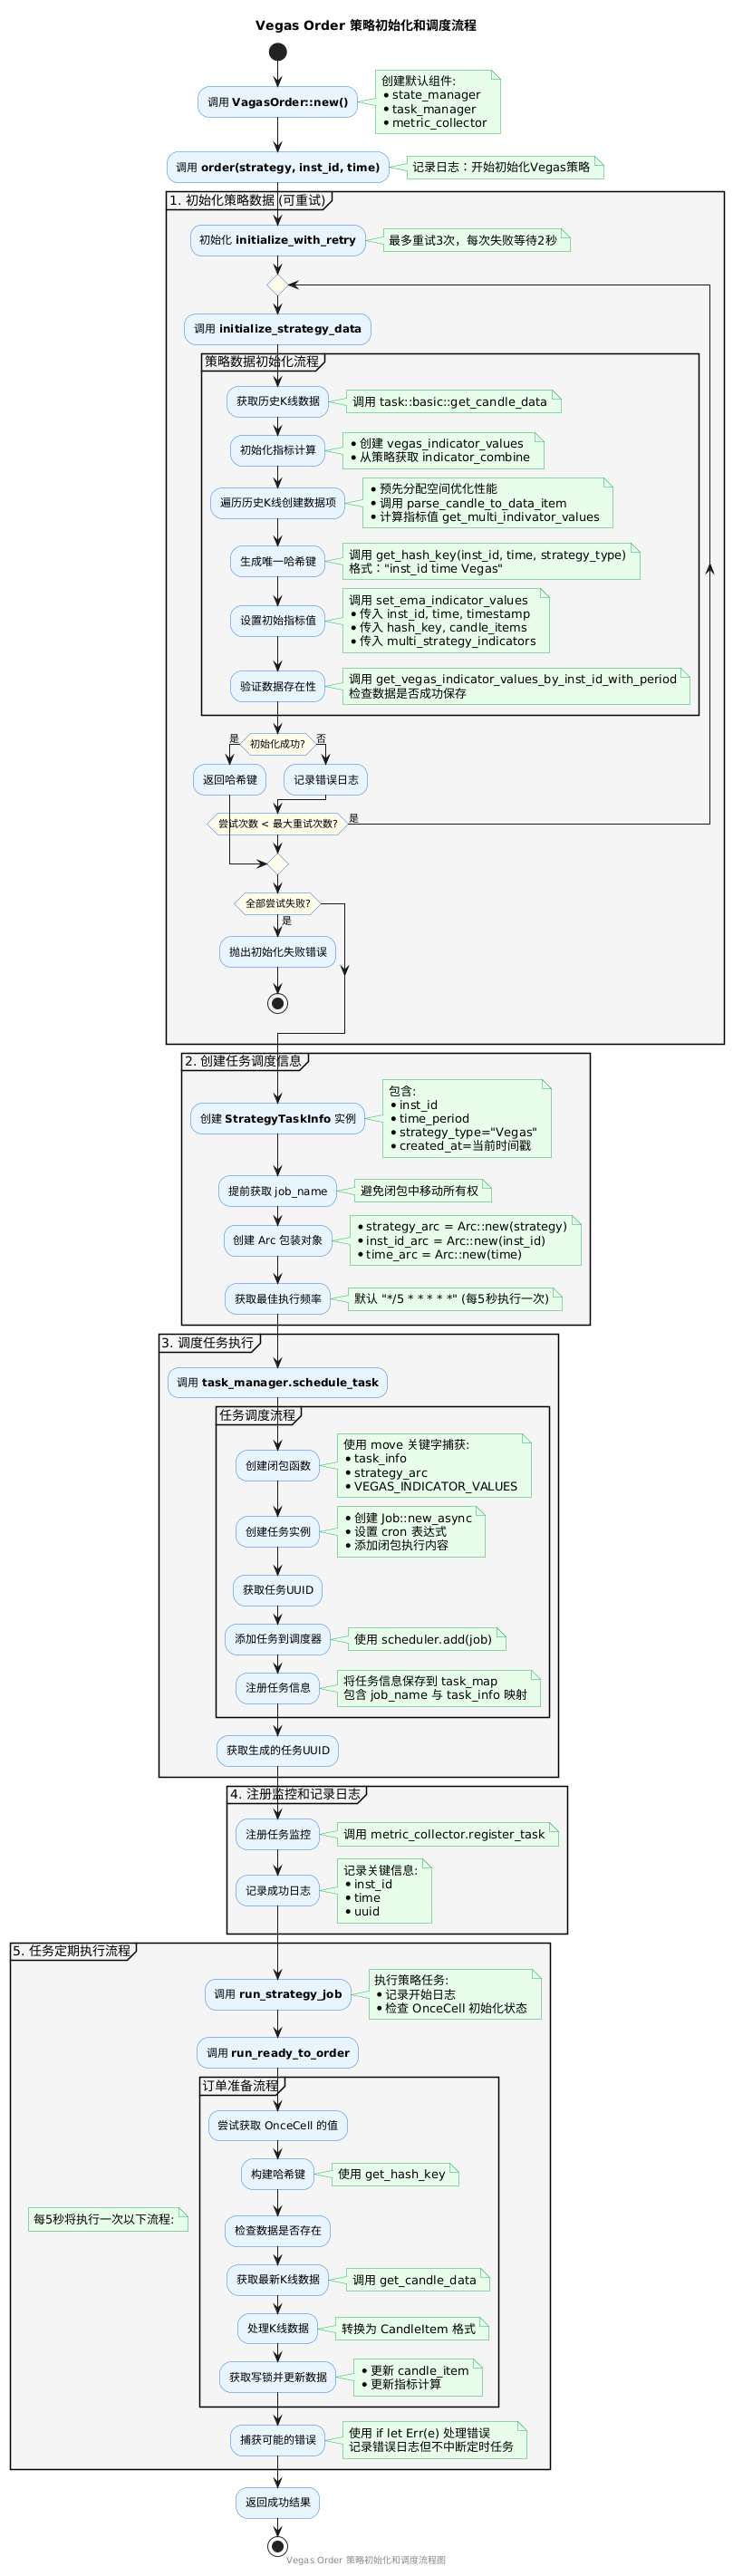 Vegas Order 策略初始化和调度流程
调用 VagasOrder::new()
创建默认组件:
• state_manager
• task_manager
• metric_collector
调用 order(strategy, inst_id, time)
记录日志：开始初始化Vegas策略
1. 初始化策略数据 (可重试)
初始化 initialize_with_retry
最多重试3次，每次失败等待2秒
调用 initialize_strategy_data
策略数据初始化流程
获取历史K线数据
调用 task::basic::get_candle_data
初始化指标计算
• 创建 vegas_indicator_values
• 从策略获取 indicator_combine
遍历历史K线创建数据项
• 预先分配空间优化性能
• 调用 parse_candle_to_data_item
• 计算指标值 get_multi_indivator_values
生成唯一哈希键
调用 get_hash_key(inst_id, time, strategy_type)
格式："inst_id time Vegas"
设置初始指标值
调用 set_ema_indicator_values
• 传入 inst_id, time, timestamp
• 传入 hash_key, candle_items
• 传入 multi_strategy_indicators
验证数据存在性
调用 get_vegas_indicator_values_by_inst_id_with_period
检查数据是否成功保存
是
初始化成功?
否
返回哈希键
记录错误日志
尝试次数 < 最大重试次数?
是
全部尝试失败?
是
抛出初始化失败错误
2. 创建任务调度信息
创建 StrategyTaskInfo 实例
包含:
• inst_id
• time_period
• strategy_type="Vegas"
• created_at=当前时间戳
提前获取 job_name
避免闭包中移动所有权
创建 Arc 包装对象
• strategy_arc = Arc::new(strategy)
• inst_id_arc = Arc::new(inst_id)
• time_arc = Arc::new(time)
获取最佳执行频率
默认 "*/5 * * * * *" (每5秒执行一次)
3. 调度任务执行
调用 task_manager.schedule_task
任务调度流程
创建闭包函数
使用 move 关键字捕获:
• task_info
• strategy_arc
• VEGAS_INDICATOR_VALUES
创建任务实例
• 创建 Job::new_async
• 设置 cron 表达式
• 添加闭包执行内容
获取任务UUID
添加任务到调度器
使用 scheduler.add(job)
注册任务信息
将任务信息保存到 task_map
包含 job_name 与 task_info 映射
获取生成的任务UUID
4. 注册监控和记录日志
注册任务监控
调用 metric_collector.register_task
记录成功日志
记录关键信息:
• inst_id
• time
• uuid
5. 任务定期执行流程
调用 run_strategy_job
执行策略任务:
• 记录开始日志
• 检查 OnceCell 初始化状态
调用 run_ready_to_order
订单准备流程
尝试获取 OnceCell 的值
构建哈希键
使用 get_hash_key
每5秒将执行一次以下流程:
检查数据是否存在
获取最新K线数据
调用 get_candle_data
处理K线数据
转换为 CandleItem 格式
获取写锁并更新数据
• 更新 candle_item
• 更新指标计算
捕获可能的错误
使用 if let Err(e) 处理错误
记录错误日志但不中断定时任务
返回成功结果
Vegas Order 策略初始化和调度流程图